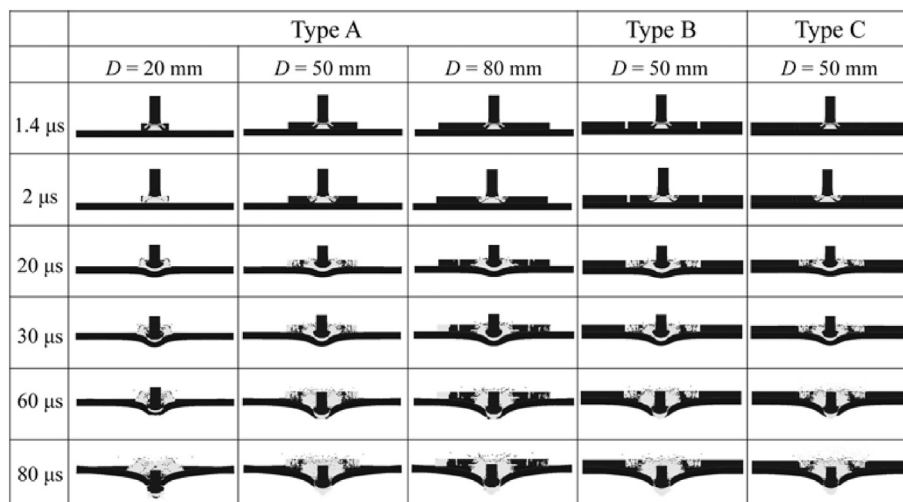 Type A Type B Type C
D = 20 mm D = 50 mm D = 80 mm D = 50 mm D = 50 mm
1.4 μs
2 μs
20 μs
30 μs
60 μs
80 μs